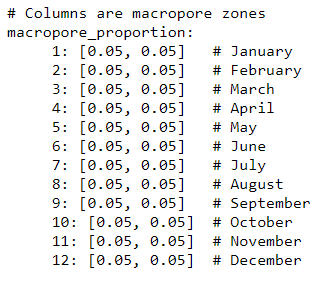 # Columns are macropore zones
macropore_proportion:
     1: [0.05, 0.05]   # January
     2: [0.05, 0.05]   # February
     3: [0.05, 0.05]   # March
     4: [0.05, 0.05]   # April
     5: [0.05, 0.05]   # May
     6: [0.05, 0.05]   # June
     7: [0.05, 0.05]   # July
     8: [0.05, 0.05]   # August
     9: [0.05, 0.05]   # September
     10: [0.05, 0.05]  # October
     11: [0.05, 0.05]  # November
     12: [0.05, 0.05]  # December